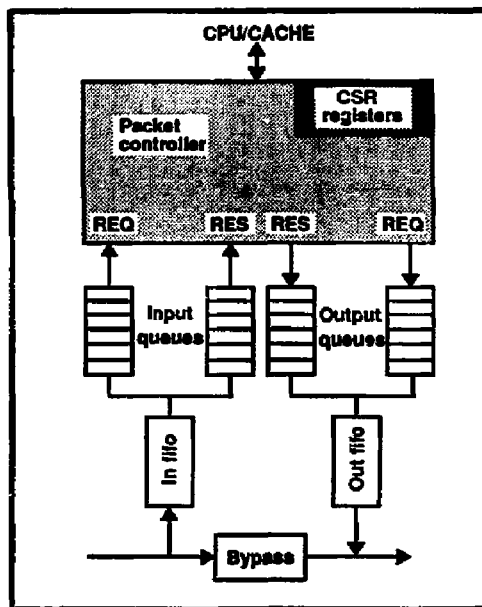 CPU/CACHE
CSR
registers
Packet
controller
REQ
RES
RES
REQ
Input
queues
Output
queues
In fifo
Out fifo
Bypass